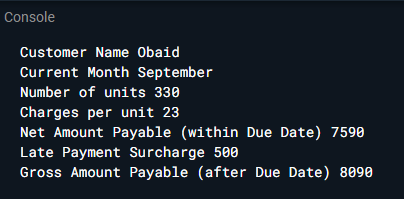 Console
Customer Name Obaid
Current Month September
Number of units 330
Charges per unit 23
Net Amount Payable (within Due Date) 7590
Late Payment Surcharge 500
Gross Amount Payable (after Due Date) 8090